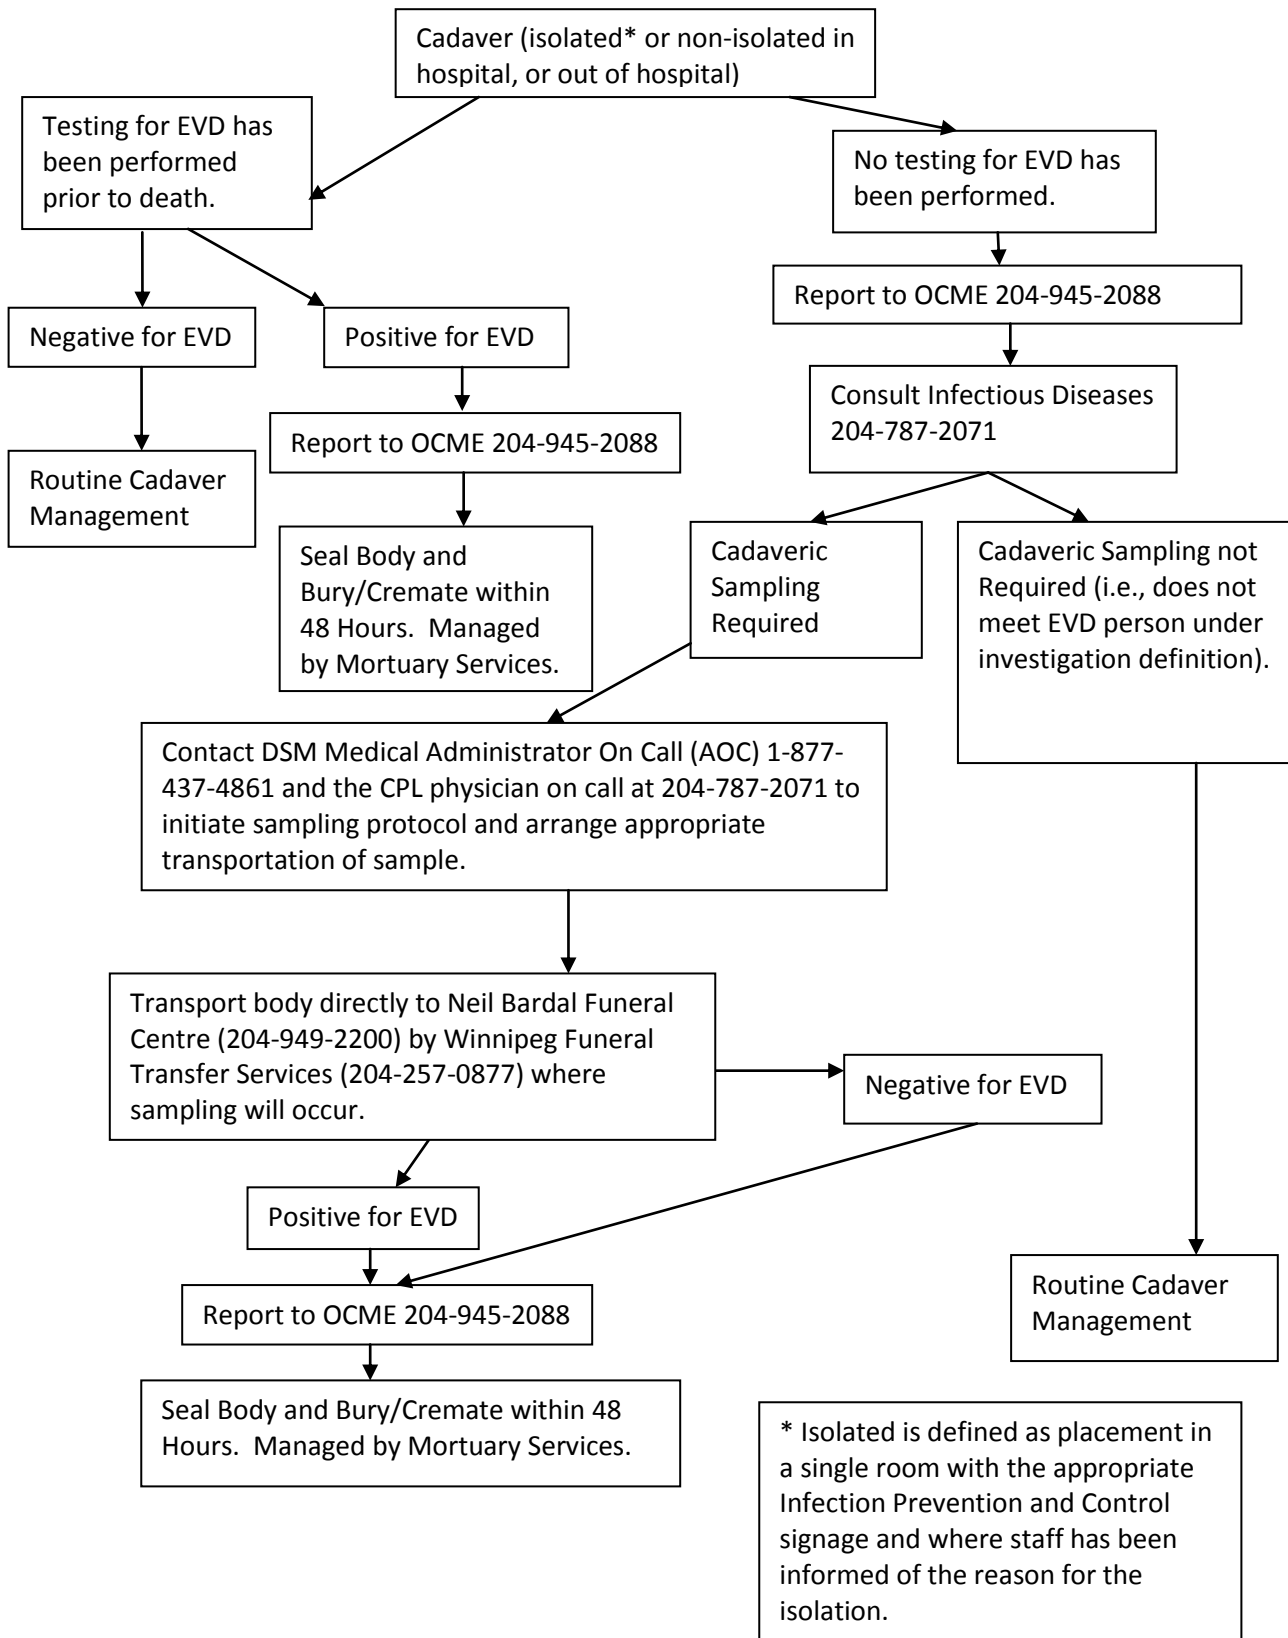 Cadaver (isolated* or non-isolated in
hospital, or out of hospital)
Testing for EVD has
been performed
prior to death.
No testing for EVD has
been performed.
Report to OCME 204-945-2088
Negative for EVD
Positive for EVD
Consult Infectious Diseases
204-787-2071
Report to OCME 204-945-2088
Routine Cadaver
Management
Seal Body and
Bury/Cremate within
48 Hours.  Managed
by Mortuary Services.
Cadaveric
Sampling
Required
Cadaveric Sampling not
Required (i.e., does not
meet EVD person under
investigation definition).
Contact DSM Medical Administrator On Call (AOC) 1-877-
437-4861 and the CPL physician on call at 204-787-2071 to
initiate sampling protocol and arrange appropriate
transportation of sample.
Transport body directly to Neil Bardal Funeral
Centre (204-949-2200) by Winnipeg Funeral
Transfer Services (204-257-0877) where
sampling will occur.
Negative for EVD
Positive for EVD
Report to OCME 204-945-2088
Routine Cadaver
Management
Seal Body and Bury/Cremate within 48
Hours.  Managed by Mortuary Services.
* Isolated is defined as placement in
a single room with the appropriate
Infection Prevention and Control
signage and where staff has been
informed of the reason for the
isolation.